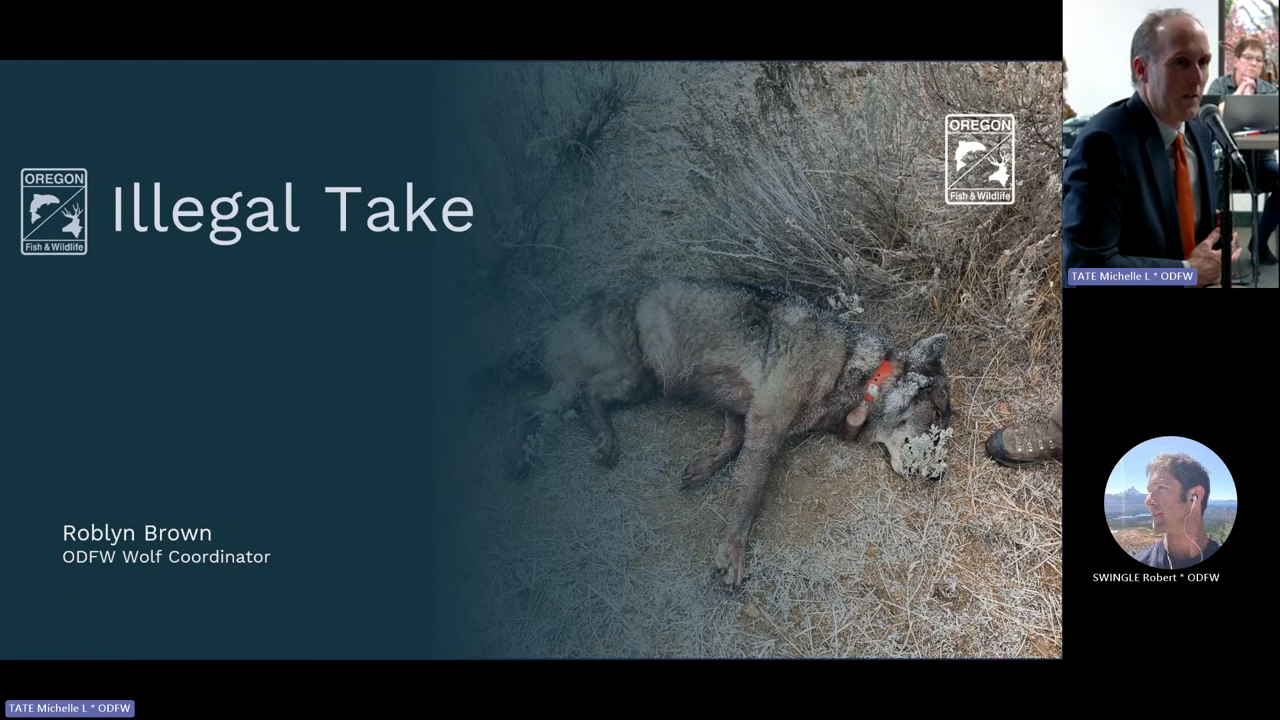 OREGON
Fish & Wildlife
Illegal Take
OREGON
Fish & Wildlife
Roblyn Brown
ODFW Wolf Coordinator
TATE Michelle L * ODFW
SWINGLE Robert * ODFW
TATE Michelle L * ODFW